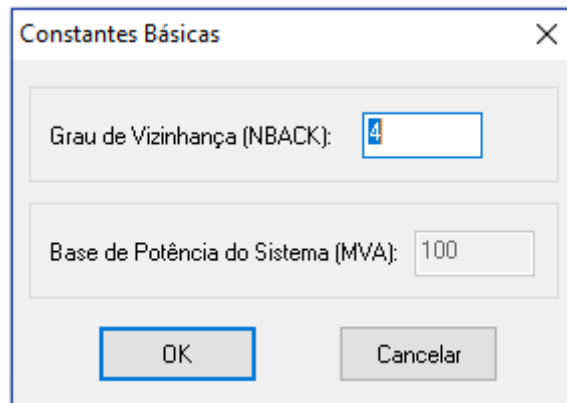 Constantes Básicas
Grau de Vizinhança (NBACK): 4
Base de Potência do Sistema (MVA): 100
OK Cancelar